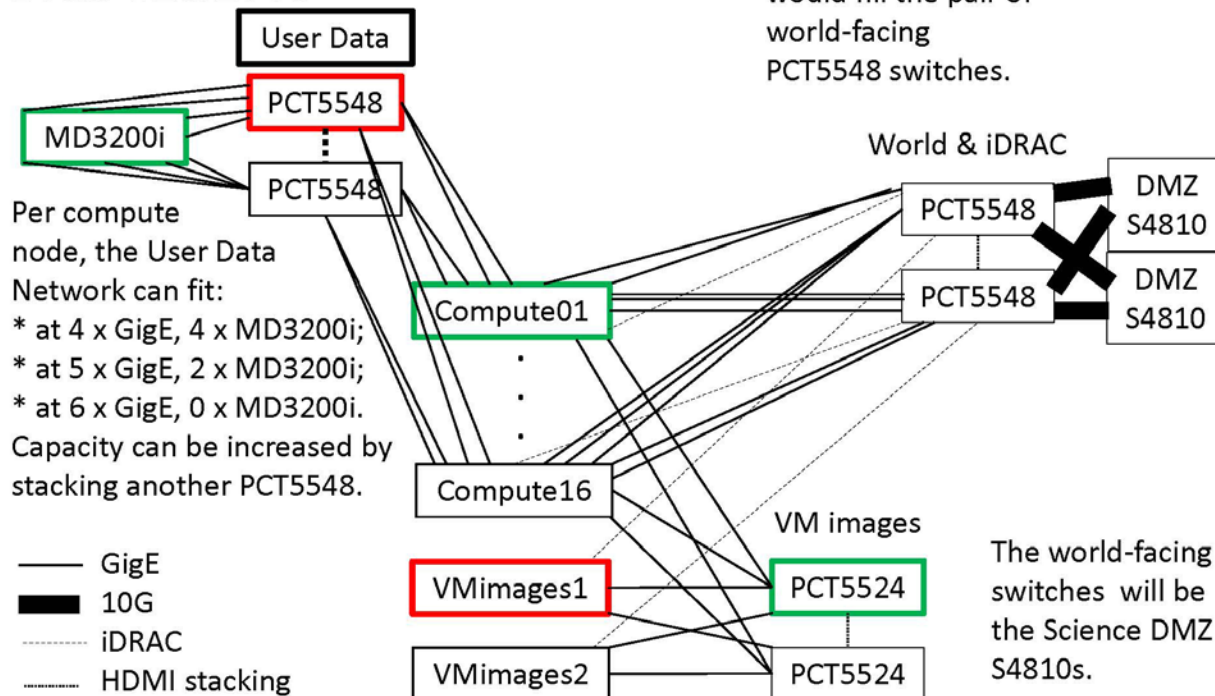 would fill the pair of
world-facing
PCT5548 switches.
User Data
PCT5548
MD3200i
PCT5548
World & iDRAC
PCT5548
DMZ
S4810
PCT5548
DMZ
S4810
Per compute
node, the User Data
Network can fit:
* at 4 x GigE, 4 x MD3200i;
* at 5 x GigE, 2 x MD3200i;
* at 6 x GigE, 0 x MD3200i.
Capacity can be increased by
stacking another PCT5548.
Compute01
Compute16
VM images
VMimages1
PCT5524
VMimages2
PCT5524
GigE
10G
iDRAC
HDMI stacking
The world-facing
switches will be
the Science DMZ
S4810s.